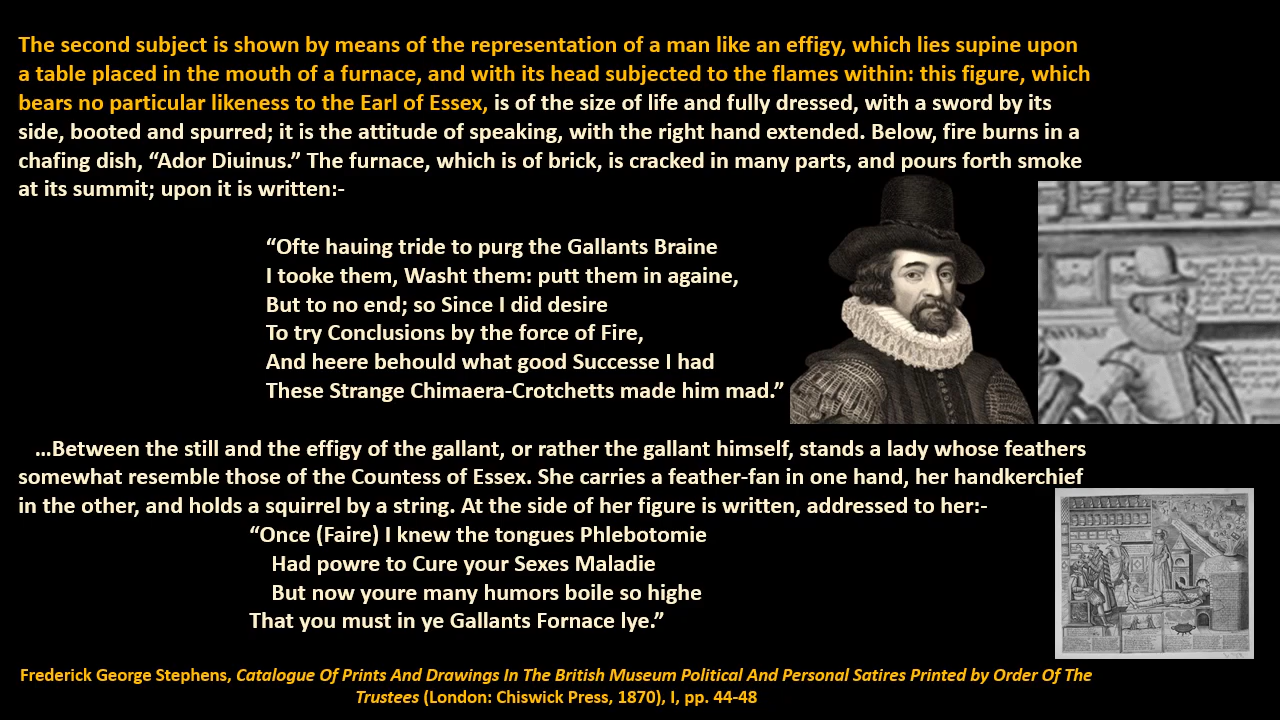 The second subject is shown by means of the representation of a man like an effigy, which lies supine upon
a table placed in the mouth of a furnace, and with its head subjected to the flames within: this figure, which
bears no particular likeness to the Earl of Essex, is of the size of life and fully dressed, with a sword by its
side, booted and spurred; it is the attitude of speaking, with the right hand extended. Below, fire burns in a
chafing dish, “Ador Diuinus.” The furnace, which is of brick, is cracked in many parts, and pours forth smoke
at its summit; upon it is written:-
“Ofte hauing tride to purg the Gallants Braine
I tooke them, Washt them: putt them in againe,
But to no end; so Since I did desire
To try Conclusions by the force of Fire,
And heere behould what good Successe I had
These Strange Chimaera-Crotchetts made him mad.”
…Between the still and the effigy of the gallant, or rather the gallant himself, stands a lady whose feathers
somewhat resemble those of the Countess of Essex. She carries a feather-fan in one hand, her handkerchief
in the other, and holds a squirrel by a string. At the side of her figure is written, addressed to her:-
“Once (Faire) I knew the tongues Phlebotomie
Had powre to Cure your Sexes Maladie
But now youre many humors boile so highe
That you must in ye Gallants Fornace lye.”
Frederick George Stephens, Catalogue Of Prints And Drawings In The British Museum Political And Personal Satires Printed by Order Of The
Trustees (London: Chiswick Press, 1870), I, pp. 44-48